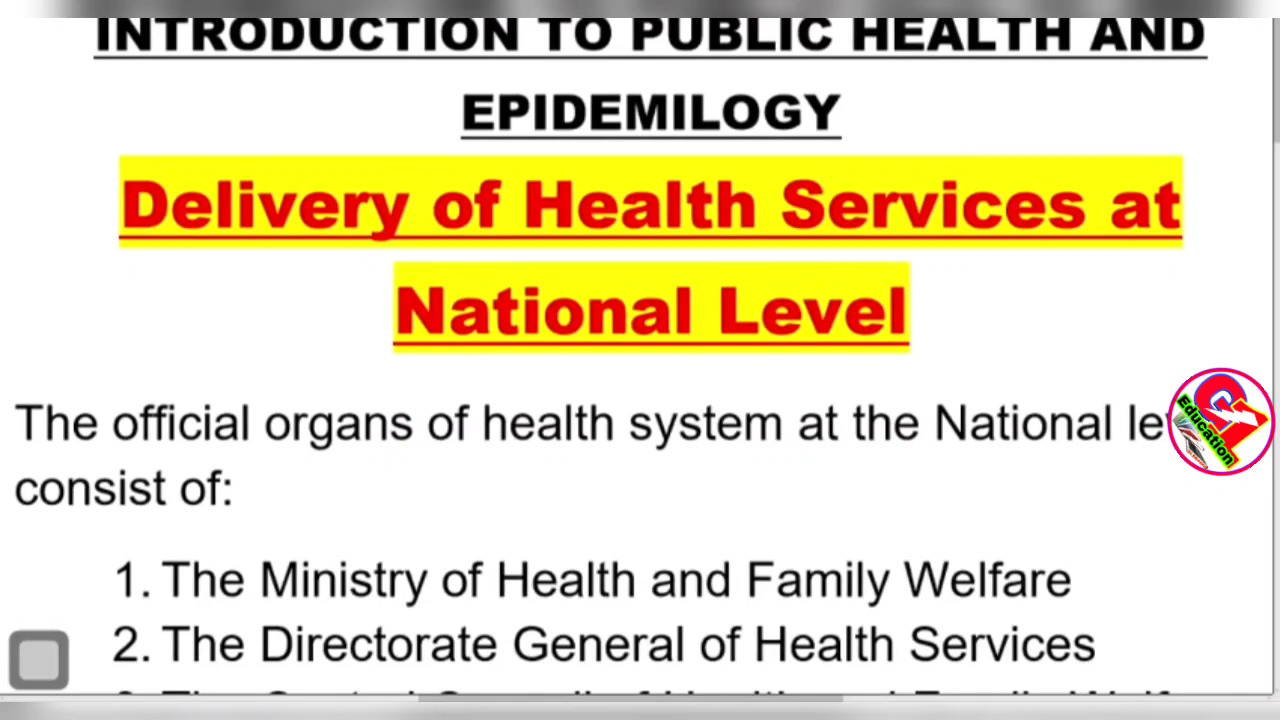 INTRODUCTION TO PUBLIC HEALTH AND
EPIDEMILOGY
Delivery of Health Services at
National Level
The official organs of health system at the National
consist of:
1. The Ministry of Health and Family Welfare
2. The Directorate General of Health Services
Education